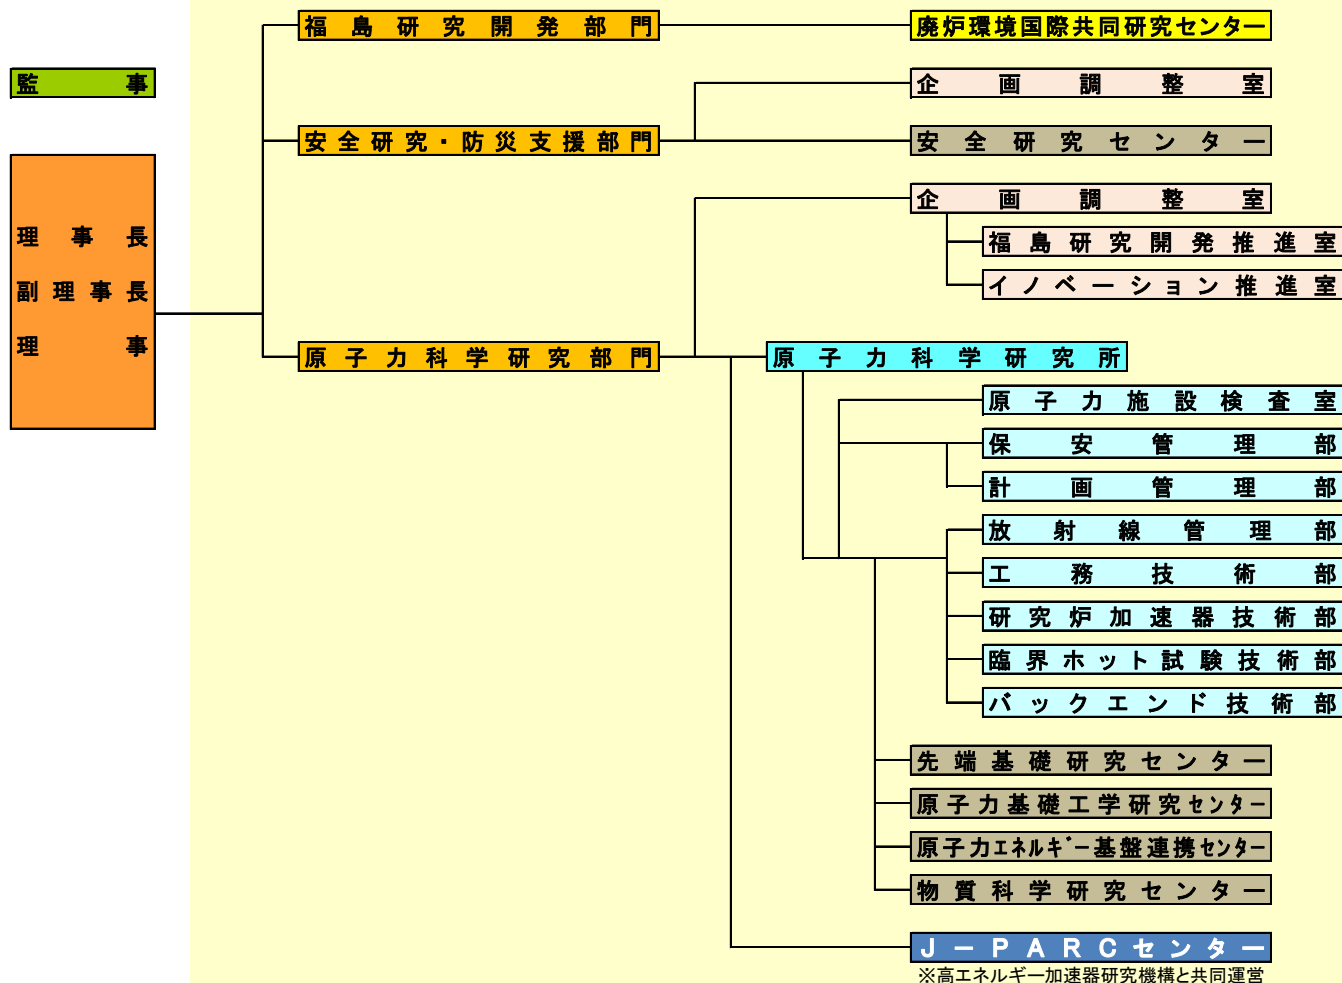 監事
理事長
副理事長
理事
福島研究開発部門
廃炉環境国際共同研究センター
企画調整室
安全研究・防災支援部門
安全研究センター
企画調整室
福島研究開発推進室
イノベーション推進室
原子力科学研究部門
原子力科学研究所
原子力施設検査室
保安管理部
計画管理部
放射線管理部
工務技術部
研究炉加速器技術部
臨界ホット試験技術部
バックエンド技術部
先端基礎研究センター
原子力基礎工学研究センター
原子力エネルギー基盤連携センター
物質科学研究センター
J-PARCセンター
※高エネルギー加速器研究機構と共同運営